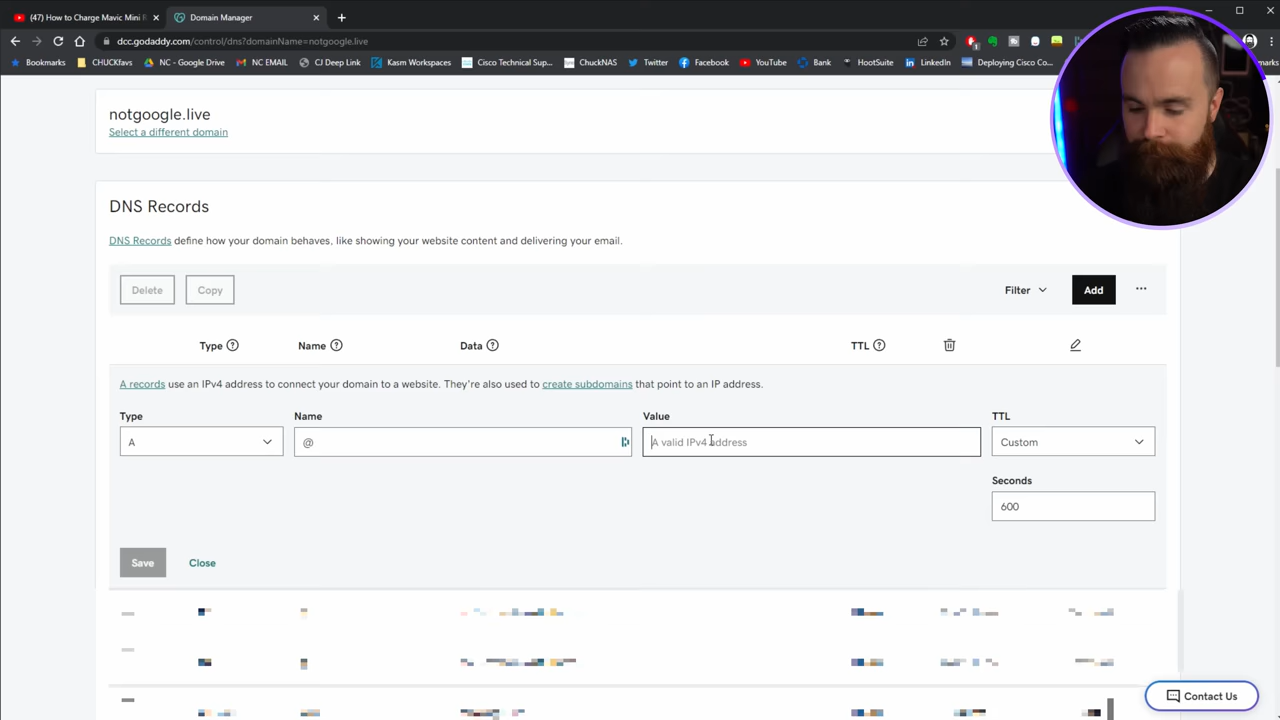 (47) How to Charge Mavic Mini
Domain Manager
dcc.godaddy.com/control/dns?domainName=notgoogle.live
Bookmarks CHUCKfavs NC - Google Drive NC EMAIL CJ Deep Link Kasm Workspaces Cisco Technical Sup... ChuckNAS Twitter Facebook YouTube Bank HootSuite LinkedIn Deploying Cisco Co...
notgoogle.live
Select a different domain
DNS Records
DNS Records define how your domain behaves, like showing your website content and delivering your email.
Delete Copy Filter Add ...
Type ? Name ? Data ? TTL ?
A records use an IPv4 address to connect your domain to a website. They're also used to create subdomains that point to an IP address.
Type Name Value TTL
A @ A valid IPv4 address Custom
Seconds
600
Save Close
Contact Us